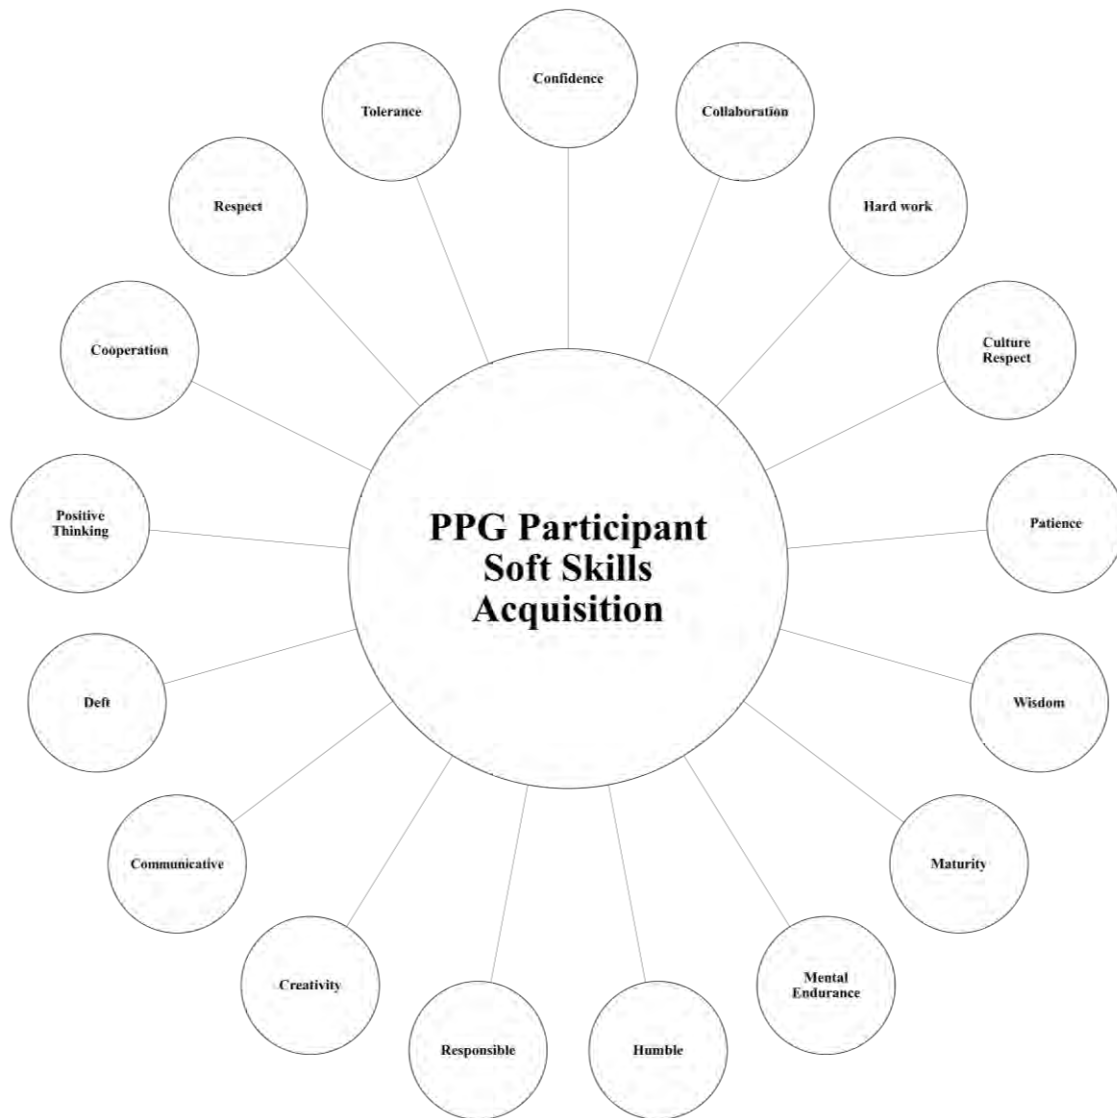 Confidence
Collaboration
Hard work
Culture
Respect
Patience
Wisdom
Maturity
Mental
Endurance
Humble
Responsible
Creativity
Communicative
Deft
Positive
Thinking
Cooperation
Respect
Tolerance
PPG Participant
Soft Skills
Acquisition